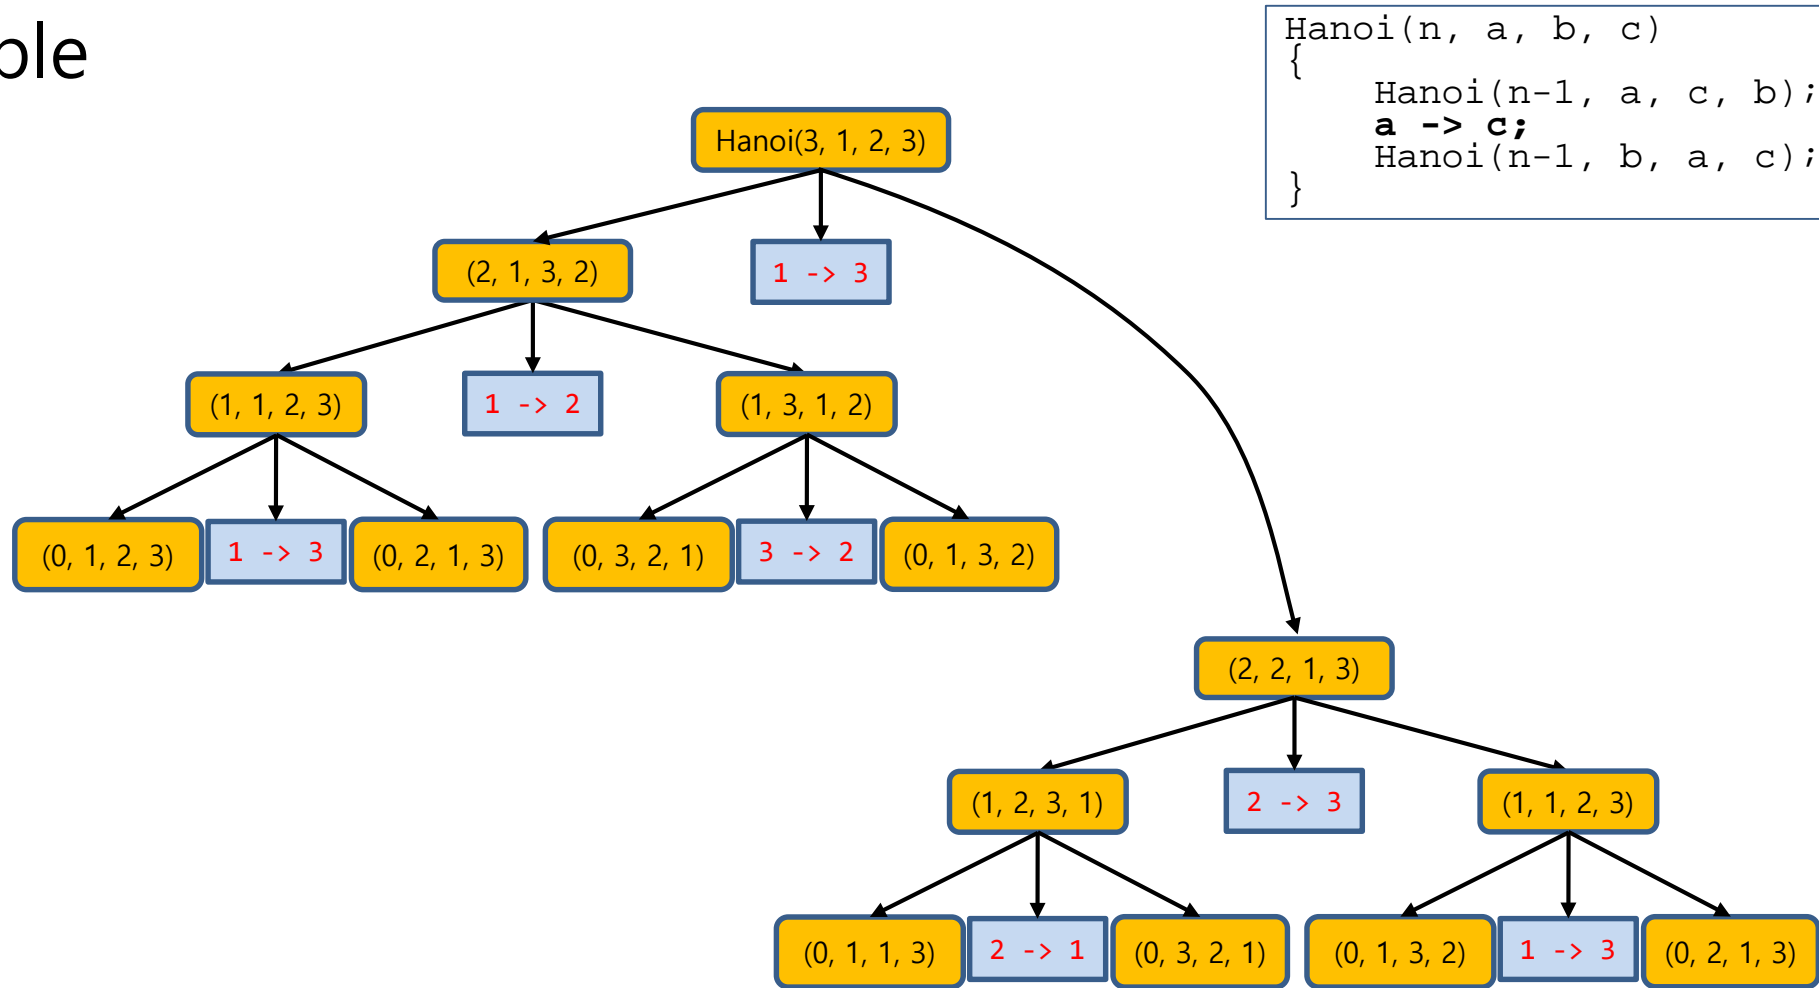 ple
Hanoi(n, a, b, c)
{
Hanoi(n-1, a, c, b);
a -> c;
Hanoi(n-1, b, a, c);
}
Hanoi(3, 1, 2, 3)
(2, 1, 3, 2)
1 -> 3
(1, 1, 2, 3)
1 -> 2
(1, 3, 1, 2)
(0, 1, 2, 3)
1 -> 3
(0, 2, 1, 3)
(0, 3, 2, 1)
3 -> 2
(0, 1, 3, 2)
(2, 2, 1, 3)
(1, 2, 3, 1)
2 -> 3
(1, 1, 2, 3)
(0, 1, 1, 3)
2 -> 1
(0, 3, 2, 1)
(0, 1, 3, 2)
1 -> 3
(0, 2, 1, 3)